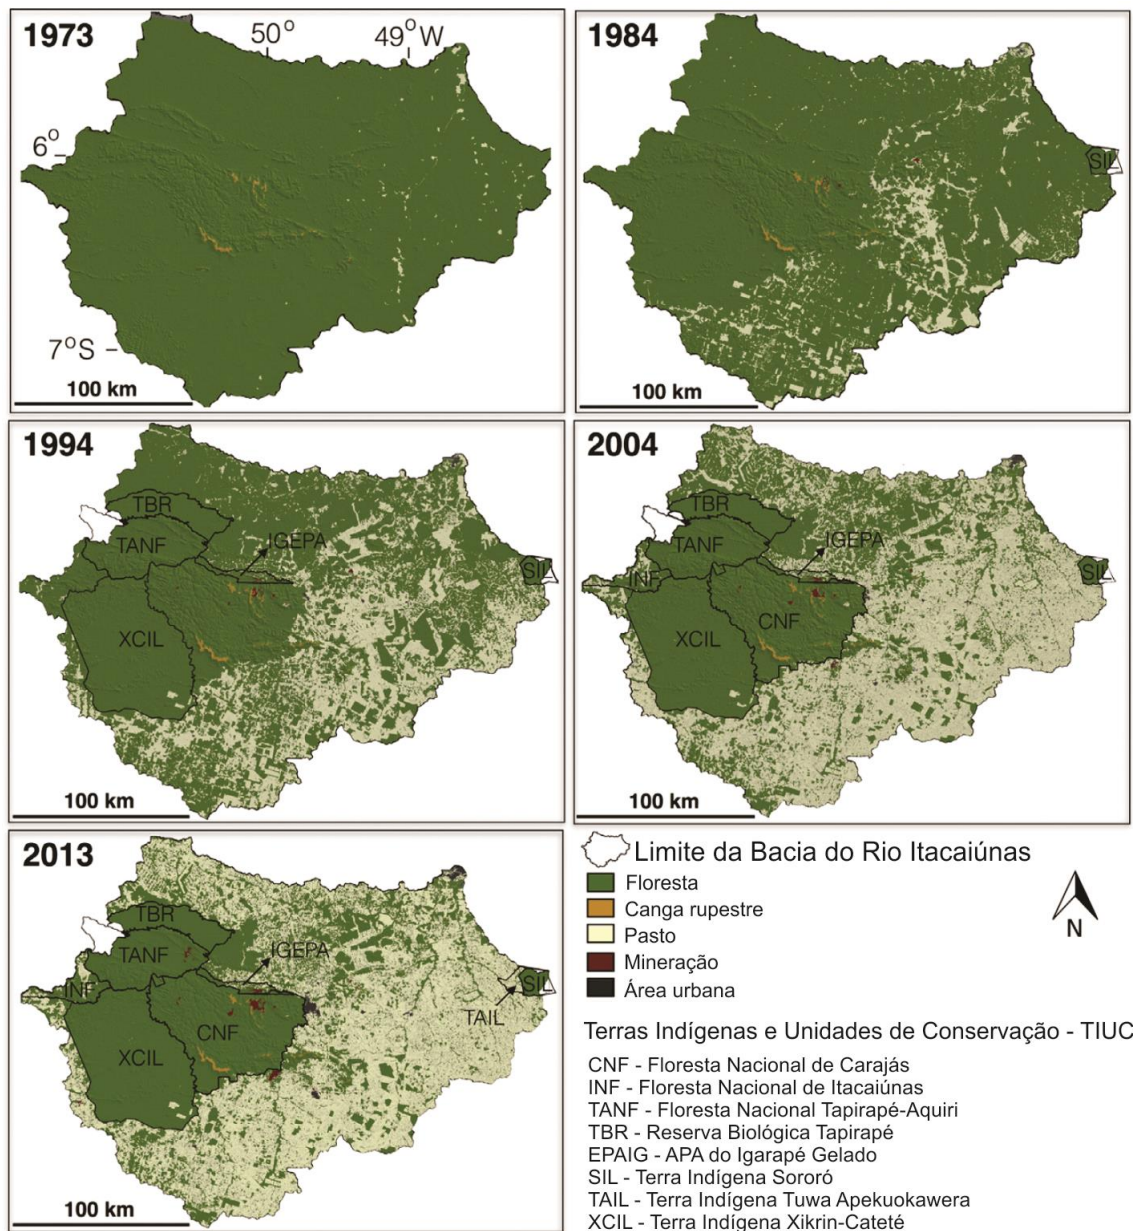 1973
50°
49°W
6°
7°S
100 km
1984
SIL
100 km
1994
TBR
TANF
IGEPA
SIL
XCIL
100 km
2004
TBR
TANF
IGEPA
INF
SIL
CNF
XCIL
100 km
2013
TBR
TANF
IGEPA
INF
SIL
TAIL
CNF
XCIL
100 km
Limite da Bacia do Rio Itacaiúnas
Floresta
Canga rupestre
Pasto
Mineração
Área urbana
N
Terras Indígenas e Unidades de Conservação - TIUC
CNF - Floresta Nacional de Carajás
INF - Floresta Nacional de Itacaiúnas
TANF - Floresta Nacional Tapirapé-Aquiri
TBR - Reserva Biológica Tapirapé
EPAIG - APA do Igarapé Gelado
SIL - Terra Indígena Sororó
TAIL - Terra Indígena Tuwa Apekuokawera
XCIL - Terra Indígena Xikrin-Cateté